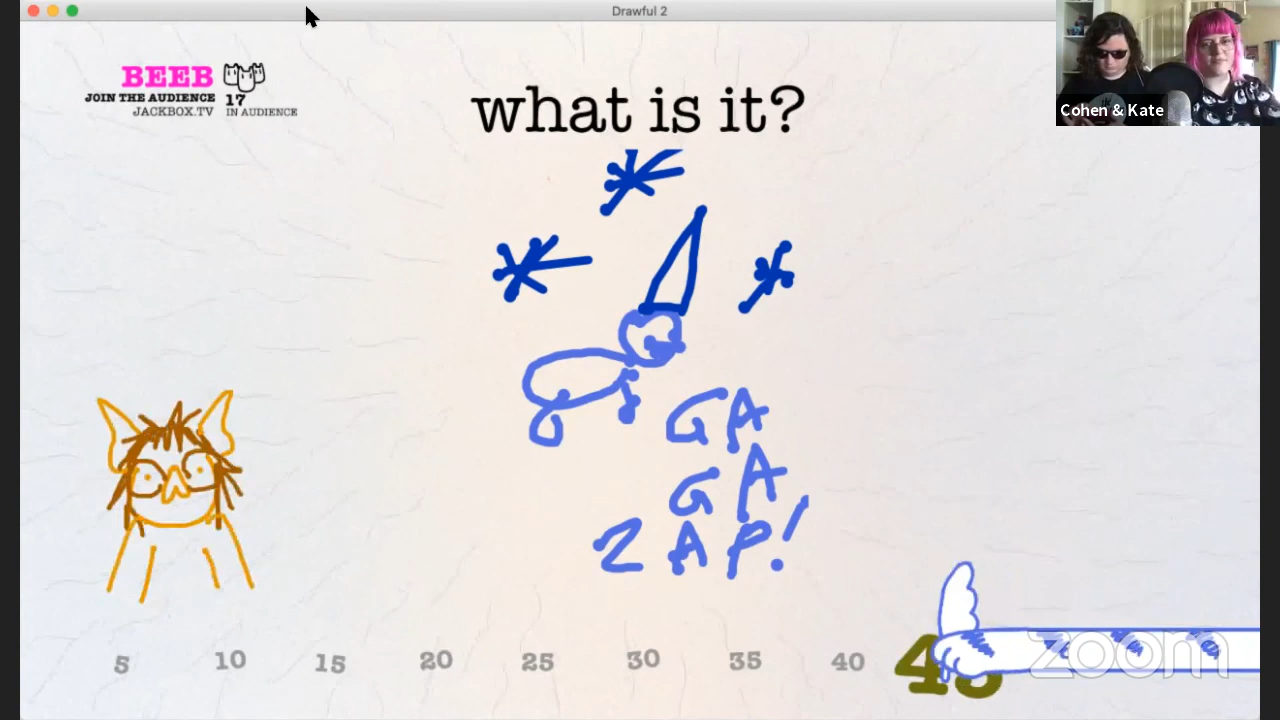 Drawful 2
BEEB
JOIN THE AUDIENCE
JACKBOX.TV
17
IN AUDIENCE
what is it?
Cohen & Kate
GA
GA
ZAP!
5 10 15 20 25 30 35 40 45
zoom